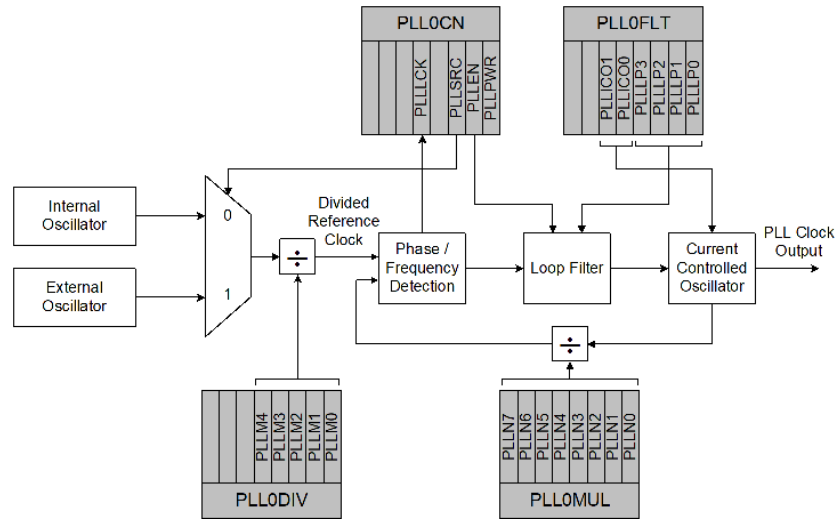 PLL0CN
PLLLCK
PLLSRC
PLLEN
PLLPWR
PLL0FLT
PLLICO1
PLLICO0
PLLLP3
PLLLP2
PLLLP1
PLLLP0
Internal
Oscillator
External
Oscillator
0
1
÷
Divided
Reference
Clock
Phase /
Frequency
Detection
Loop Filter
Current
Controlled
Oscillator
PLL Clock
Output
÷
PLLM4
PLLM3
PLLM2
PLLM1
PLLM0
PLL0DIV
PLLN7
PLLN6
PLLN5
PLLN4
PLLN3
PLLN2
PLLN1
PLLN0
PLL0MUL